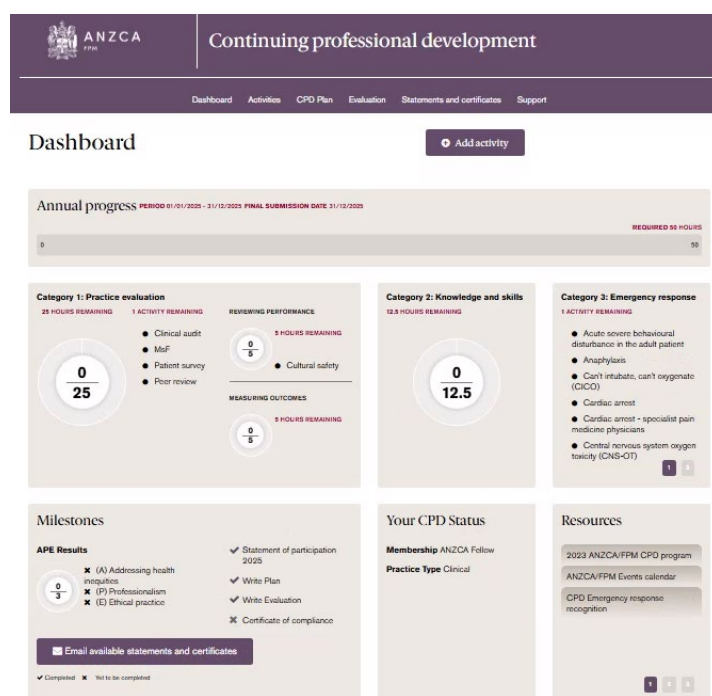 ANZCA
FPM
Continuing professional development
Dashboard Activities CPD Plan Evaluation Statements and certificates Support
Dashboard
Add activity
Annual progress PERIOD 01/01/2025 - 31/12/2025 FINAL SUBMISSION DATE 31/12/2025
REQUIRED 50 HOURS
0 50
Category 1: Practice evaluation
25 HOURS REMAINING
0
25
1 ACTIVITY REMAINING
Clinical audit
MsF
Patient survey
Peer review
REVIEWING PERFORMANCE
0
5
5 HOURS REMAINING
Cultural safety
MEASURING OUTCOMES
0
5
5 HOURS REMAINING
Category 2: Knowledge and skills
12.5 HOURS REMAINING
0
12.5
Category 3: Emergency response
1 ACTIVITY REMAINING
Acute severe behavioural
disturbance in the adult patient
Anaphylaxis
Can't intubate, can't oxygenate
(CICO)
Cardiac arrest
Cardiac arrest - specialist pain
medicine physicians
Central nervous system oxygen
toxicity (CNS-OT)
1
Milestones
APE Results
0
3
(A) Addressing health
inequities
(P) Professionalism
(E) Ethical practice
Statement of participation
2025
Write Plan
Write Evaluation
Certificate of compliance
Email available statements and certificates
Completed Yet to be completed
Your CPD Status
Membership ANZCA Fellow
Practice Type Clinical
Resources
2023 ANZCA/FPM CPD program
ANZCA/FPM Events calendar
CPD Emergency response
recognition
1